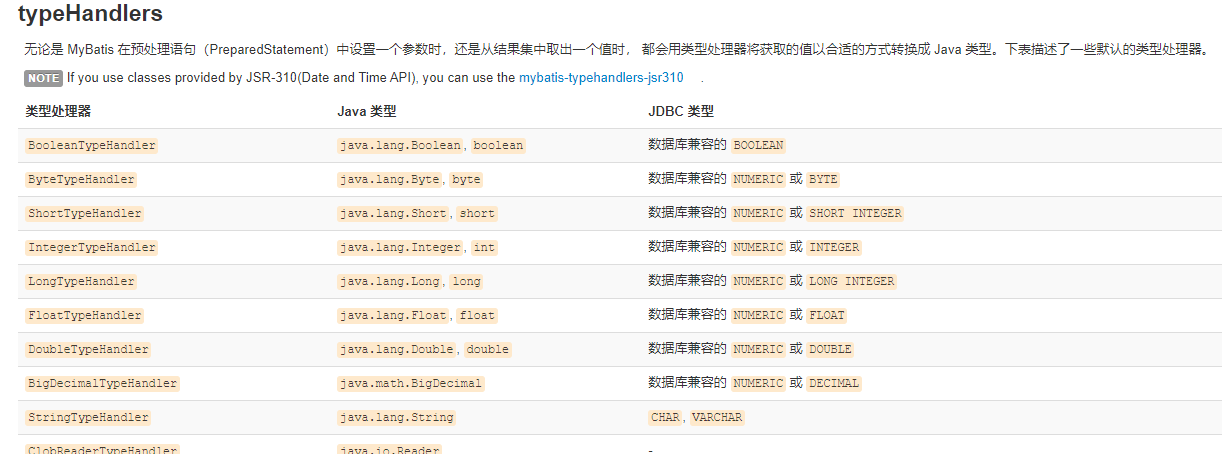 typeHandlers
无论是 MyBatis 在预处理语句（PreparedStatement）中设置一个参数时，还是从结果集中取出一个值时， 都会用类型处理器将获取的值以合适的方式转换成 Java 类型。下表描述了一些默认的类型处理器。
NOTE If you use classes provided by JSR-310(Date and Time API), you can use the mybatis-typehandlers-jsr310 .
类型处理器 Java 类型 JDBC 类型
BooleanTypeHandler java.lang.Boolean, boolean 数据库兼容的 BOOLEAN
ByteTypeHandler java.lang.Byte, byte 数据库兼容的 NUMERIC 或 BYTE
ShortTypeHandler java.lang.Short, short 数据库兼容的 NUMERIC 或 SHORT INTEGER
IntegerTypeHandler java.lang.Integer, int 数据库兼容的 NUMERIC 或 INTEGER
LongTypeHandler java.lang.Long, long 数据库兼容的 NUMERIC 或 LONG INTEGER
FloatTypeHandler java.lang.Float, float 数据库兼容的 NUMERIC 或 FLOAT
DoubleTypeHandler java.lang.Double, double 数据库兼容的 NUMERIC 或 DOUBLE
BigDecimalTypeHandler java.math.BigDecimal 数据库兼容的 NUMERIC 或 DECIMAL
StringTypeHandler java.lang.String CHAR, VARCHAR
ClobReaderTypeHandler java.io.Reader -